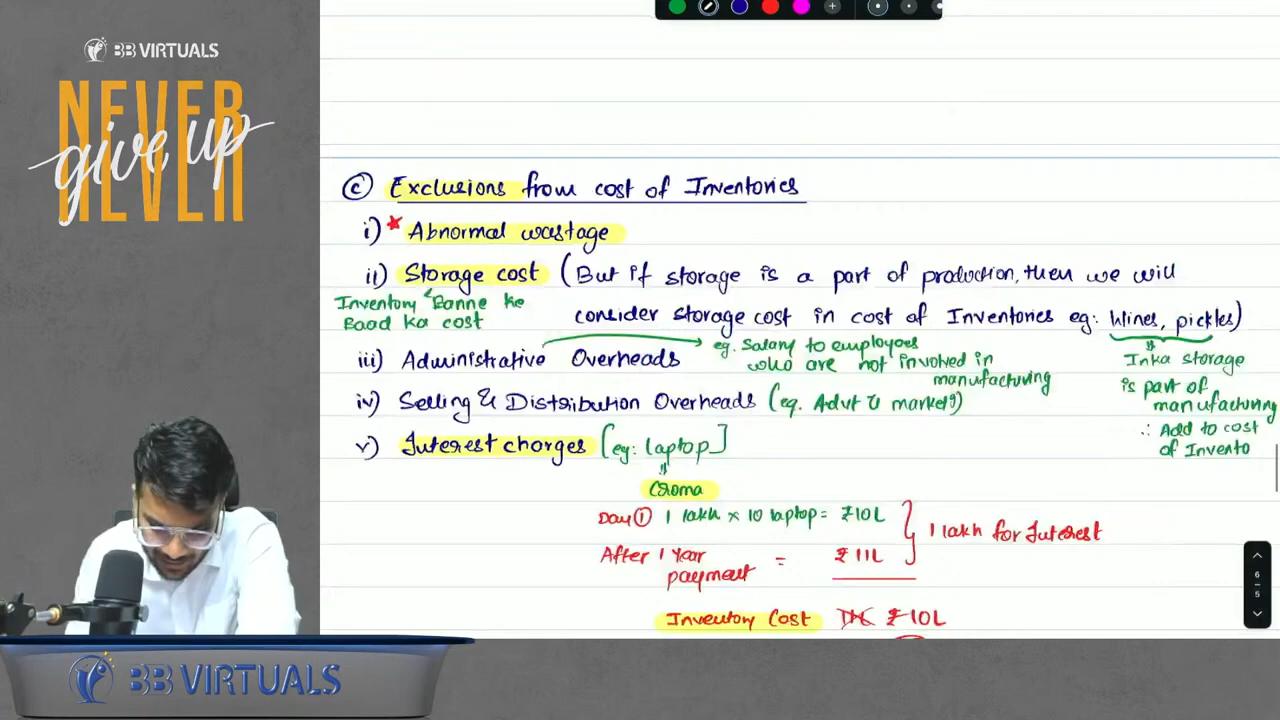 BB VIRTUALS
NEVER
give up
NEVER
© Exclusions from cost of Inventories
i) * Abnormal wastage
ii) Storage cost (But if storage is a part of production, then we will
consider storage cost in cost of Inventories eg: Wines, pickles)
Inventory Banne ke
Baad ka cost
iii) Administrative Overheads
eg. Salary to employees
who are not involved in
manufacturing
Inka storage
is part of
manufacturing
∴ Add to cost
of Invento
iv) Selling & Distribution Overheads (eg. Advt & markets)
v) Interest charges [eg: laptop]
Croma
Day ① 1 lakh × 10 laptop = ₹10L
After 1 Year = ₹11L
payment
1 lakh for Interest
Inventory Cost ₹10L
6
5
BB VIRTUALS